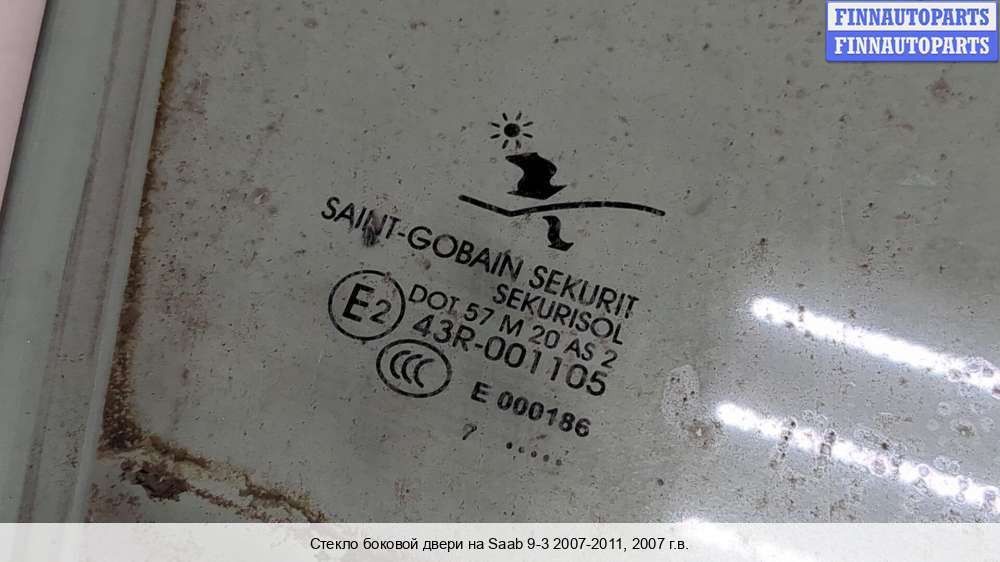 FINNAUTOPARTS
FINNAUTOPARTS
SAINT-GOBAIN SEKURIT
SEKURISOL
DOT 57 M 20 AS 2
E2
43R-001105
CCC
E 000186
7 .....
Стекло боковой двери на Saab 9-3 2007-2011, 2007 г.в.